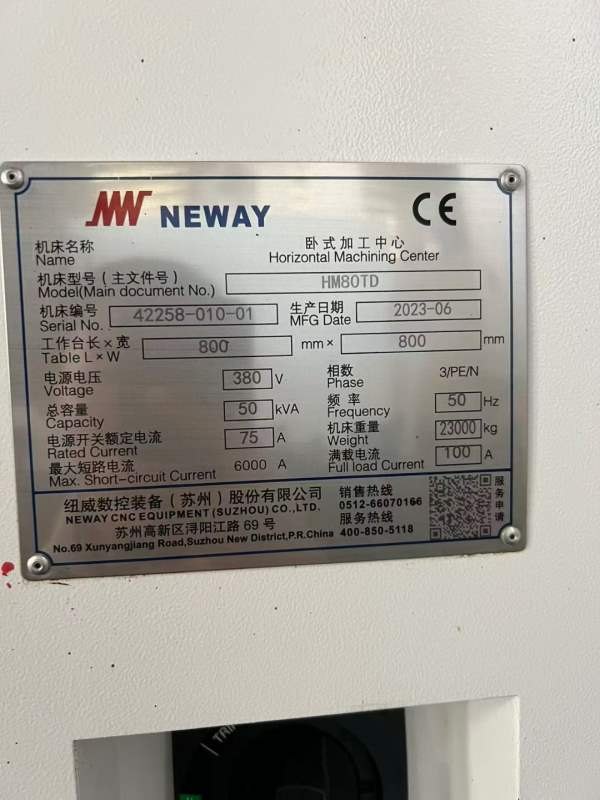 NEWAY CE
机床名称 卧式加工中心
Name Horizontal Machining Center
机床型号(主文件号) HM80TD
Model(Main document No.)
机床编号 42258-010-01 生产日期 2023-06
Serial No. MFG Date
工作台长×宽 800 mm× 800 mm
Table L×W
电源电压 380 V 相数 3/PE/N
Voltage Phase
总容量 50 kVA 频率 50 Hz
Capacity Frequency
电源开关额定电流 75 A 机床重量 23000 kg
Rated Current Weight
最大短路电流 6000 A 满载电流 100 A
Max. Short-circuit Current Full load Current
纽威数控装备(苏州)股份有限公司 销售热线
NEWAY CNC EQUIPMENT (SUZHOU) CO.,LTD. 0512-66070166
苏州高新区浔阳江路 69 号 服务热线
No.69 Xunyangjiang Road,Suzhou New District,P.R.China 400-850-5118
服务申请
TRIP